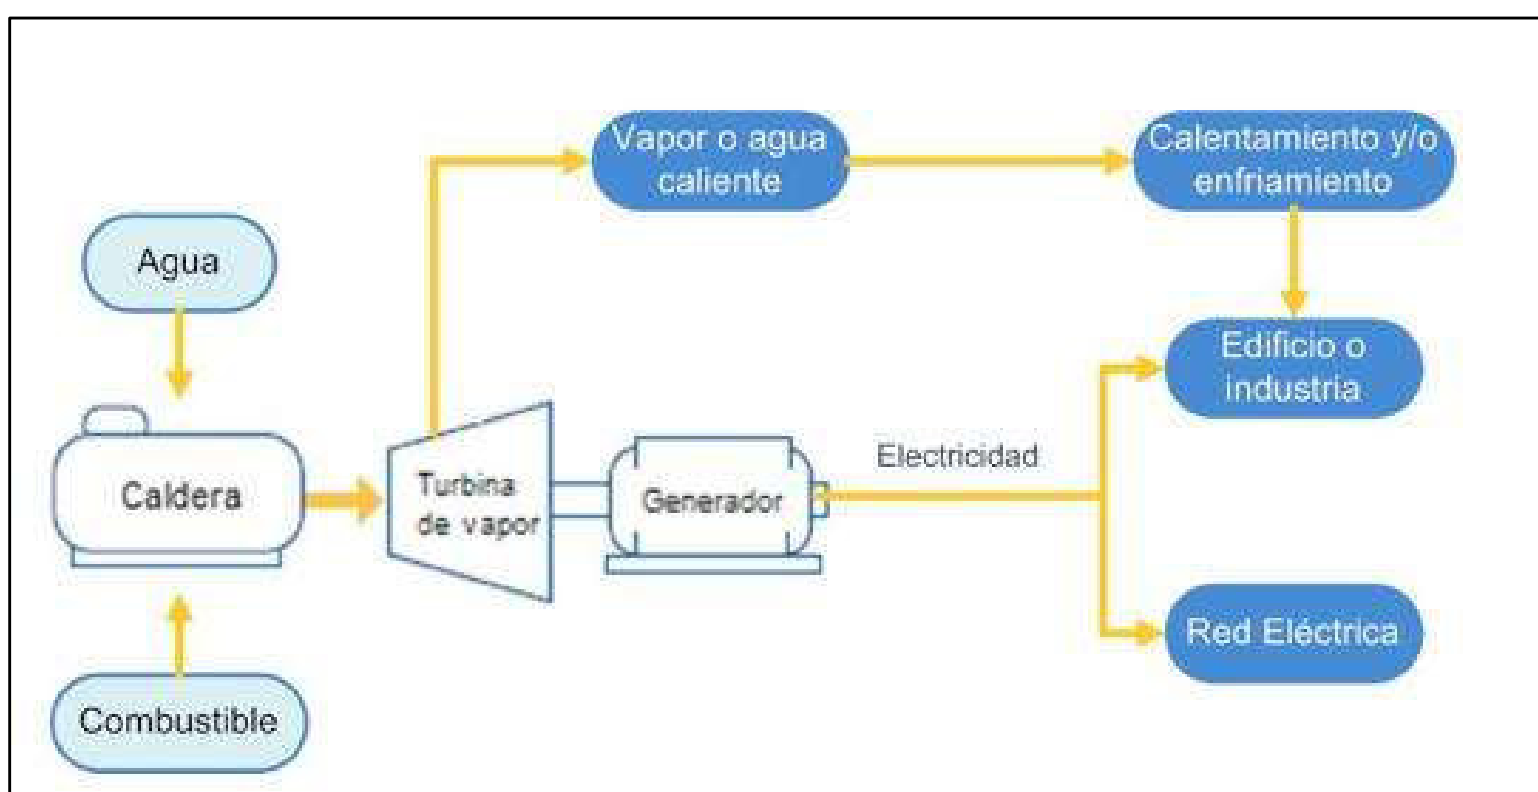 Vapor o agua
caliente
Calentamiento y/o
enfriamiento
Agua
Edificio o
industria
Caldera
Turbina
de vapor
Generador
Electricidad
Red Eléctrica
Combustible